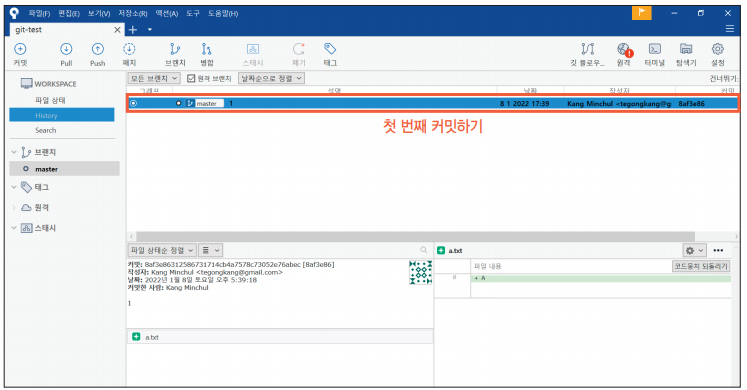 파일(F) 편집(E) 보기(V) 저장소(R) 액션(A) 도구 도움말(H)
git-test
커밋 Pull Push 패치 브랜치 병합 스태시 폐기 태그 깃 플로우... 원격 터미널 탐색기 설정
WORKSPACE
파일 상태
History
Search
브랜치
master
태그
원격
스태시
모든 브랜치 원격 브랜치 날짜순으로 정렬 건너뛰기:
그래프 설명 날짜 작성자 커밋
master 1 8 1 2022 17:39 Kang Minchul <tegongkang@g 8af3e86
첫 번째 커밋하기
파일 상태순 정렬
커밋: 8af3e86312586731714cb4a7578c73052e76abec [8af3e86]
작성자: Kang Minchul <tegongkang@gmail.com>
날짜: 2022년 1월 8일 토요일 오후 5:39:18
커밋한 사람: Kang Minchul
1
a.txt
a.txt
파일 내용 코드뭉치 되돌리기
+ A